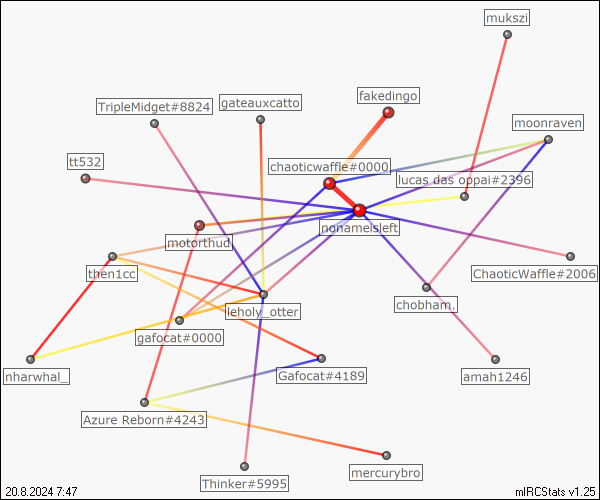 mukszi
fakedingo
TripleMidget#8824
gateauxcatto
moonraven
tt532
chaoticwaffle#0000
lucas das oppai#2396
nonameisleft
motorthud
then1cc
ChaoticWaffle#2006
chobham.
leholy_otter
gafocat#0000
nharwhal_
Gafocat#4189
amah1246
Azure Reborn#4243
mercurybro
Thinker#5995
20.8.2024 7:47
mIRCStats v1.25